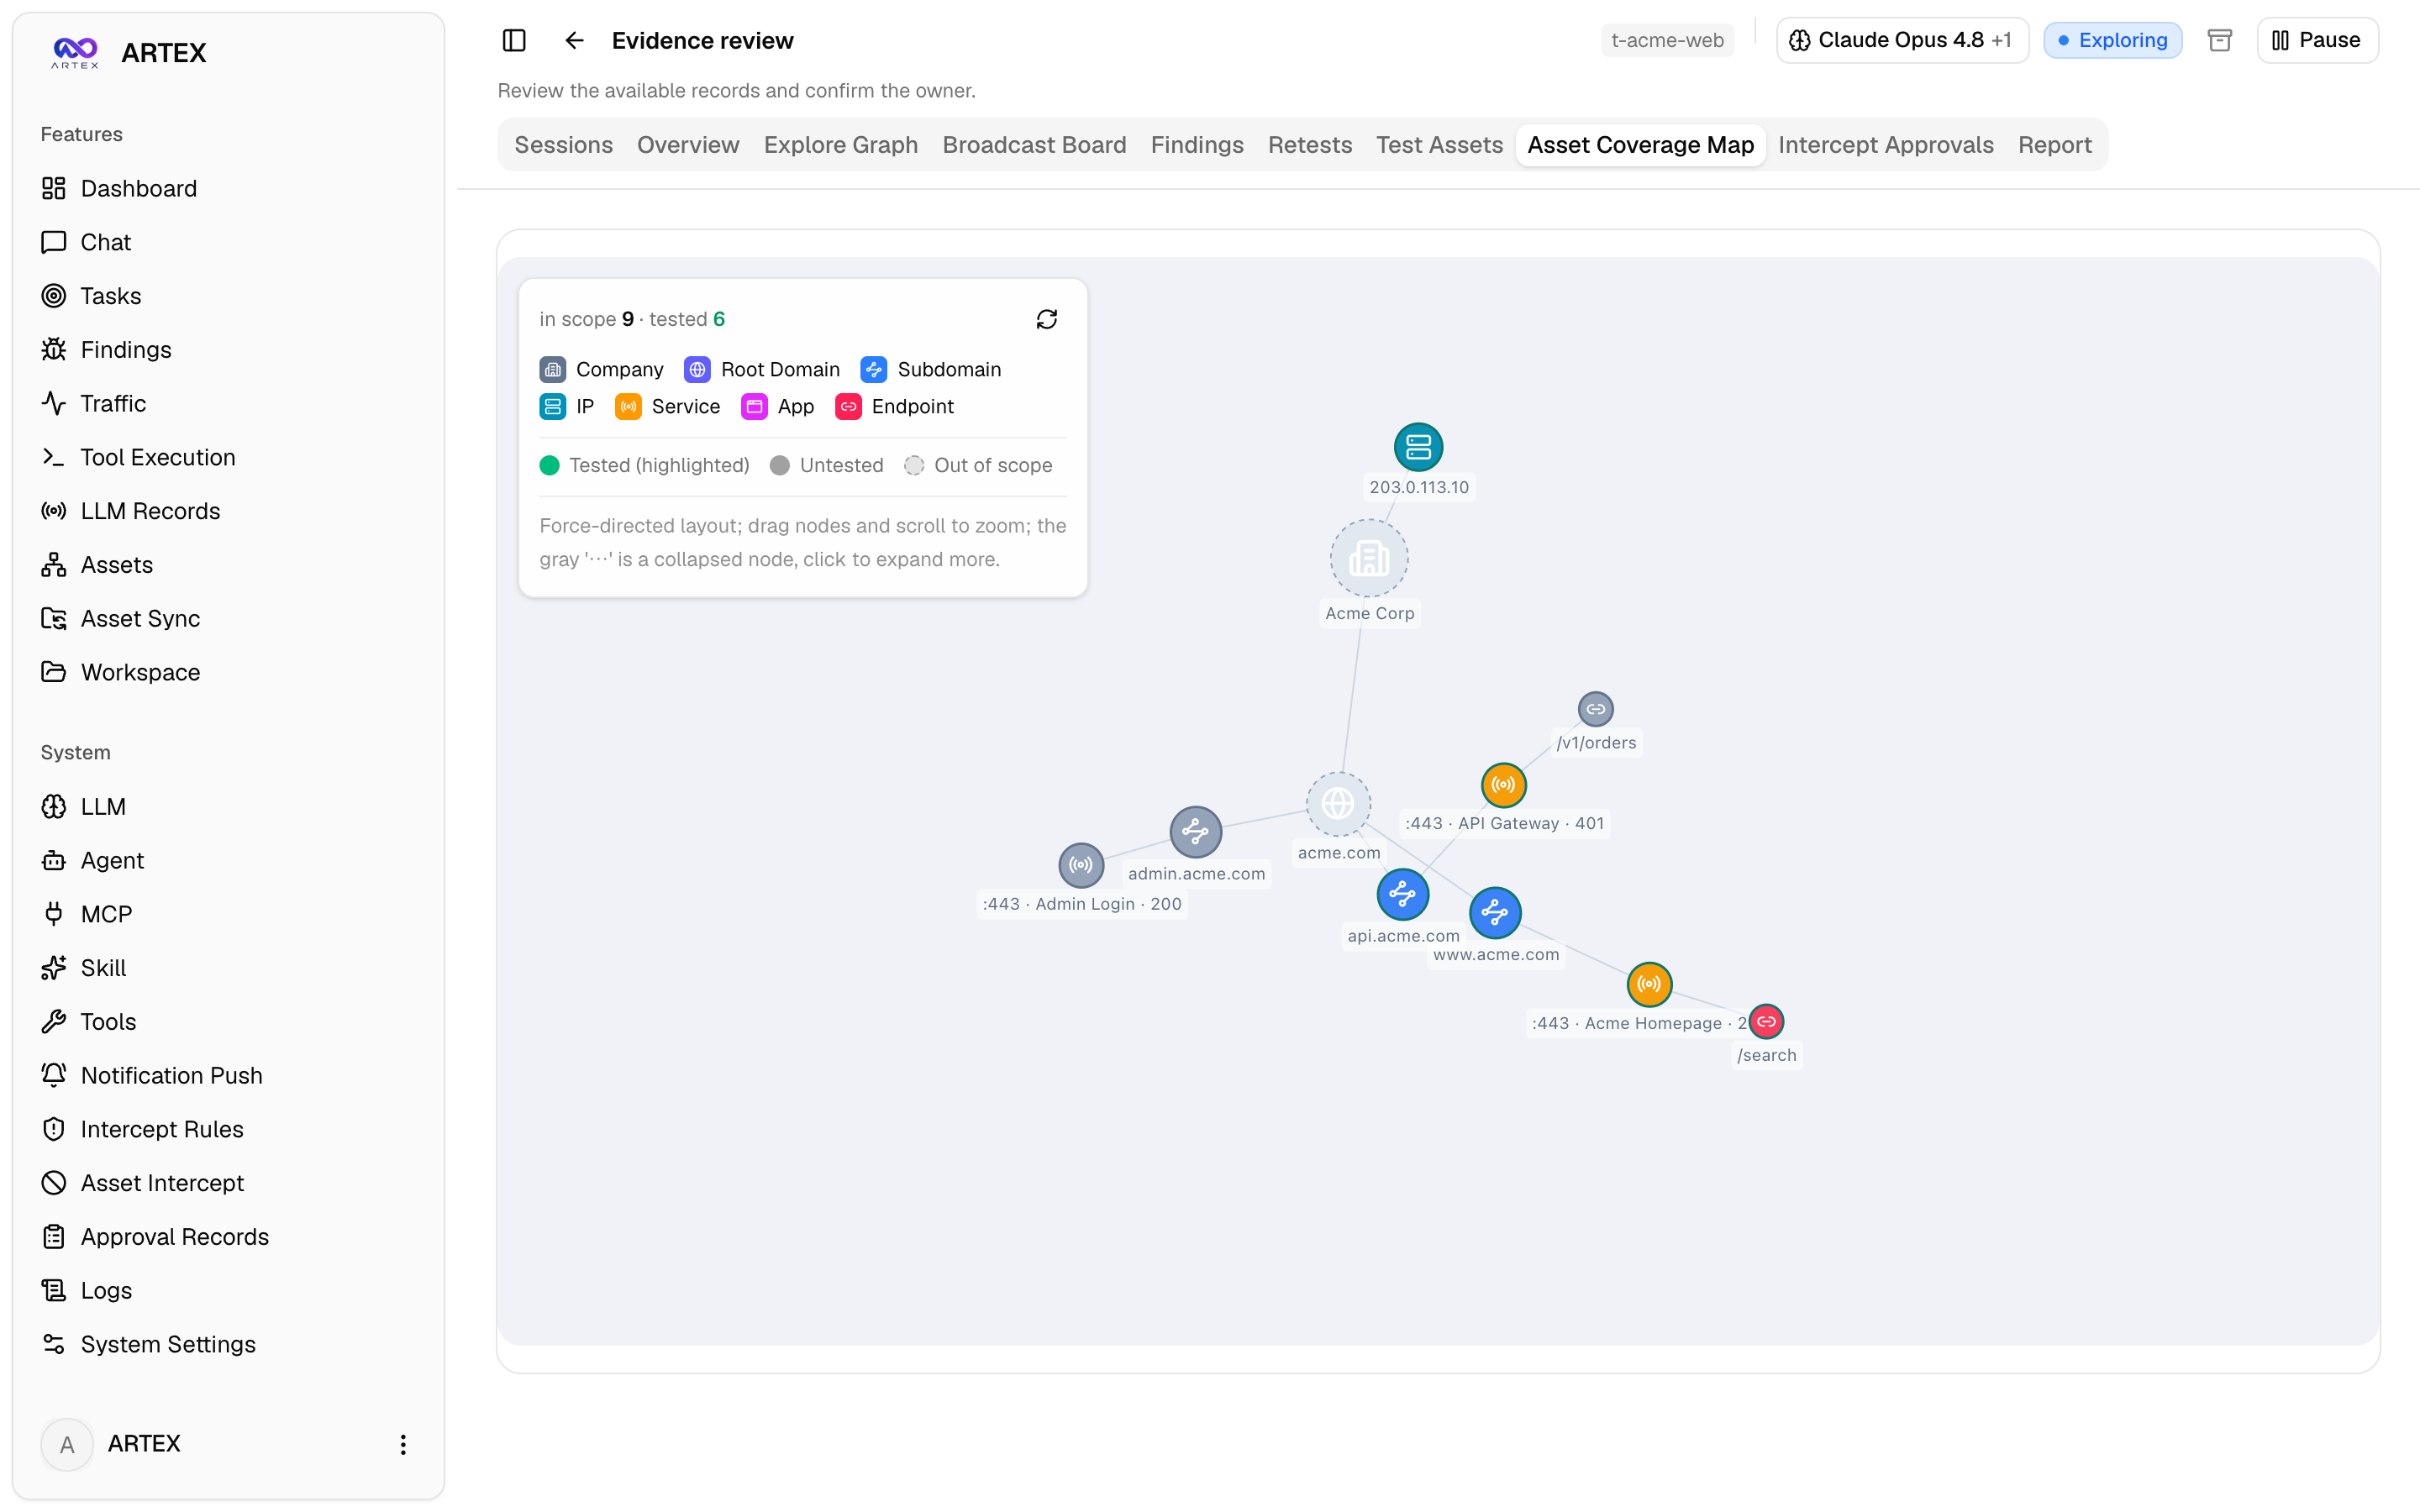 ARTEX
ARTEX
Features
Dashboard
Chat
Tasks
Findings
Traffic
Tool Execution
LLM Records
Assets
Asset Sync
Workspace
System
LLM
Agent
MCP
Skill
Tools
Notification Push
Intercept Rules
Asset Intercept
Approval Records
Logs
System Settings
A ARTEX
Evidence review
t-acme-web
Claude Opus 4.8 +1
Exploring
Pause
Review the available records and confirm the owner.
Sessions Overview Explore Graph Broadcast Board Findings Retests Test Assets Asset Coverage Map Intercept Approvals Report
in scope 9 · tested 6
Company Root Domain Subdomain
IP Service App Endpoint
Tested (highlighted) Untested Out of scope
Force-directed layout; drag nodes and scroll to zoom; the
gray '···' is a collapsed node, click to expand more.
203.0.113.10
Acme Corp
/v1/orders
:443 · API Gateway · 401
acme.com
admin.acme.com
:443 · Admin Login · 200
api.acme.com
www.acme.com
:443 · Acme Homepage · 2
/search